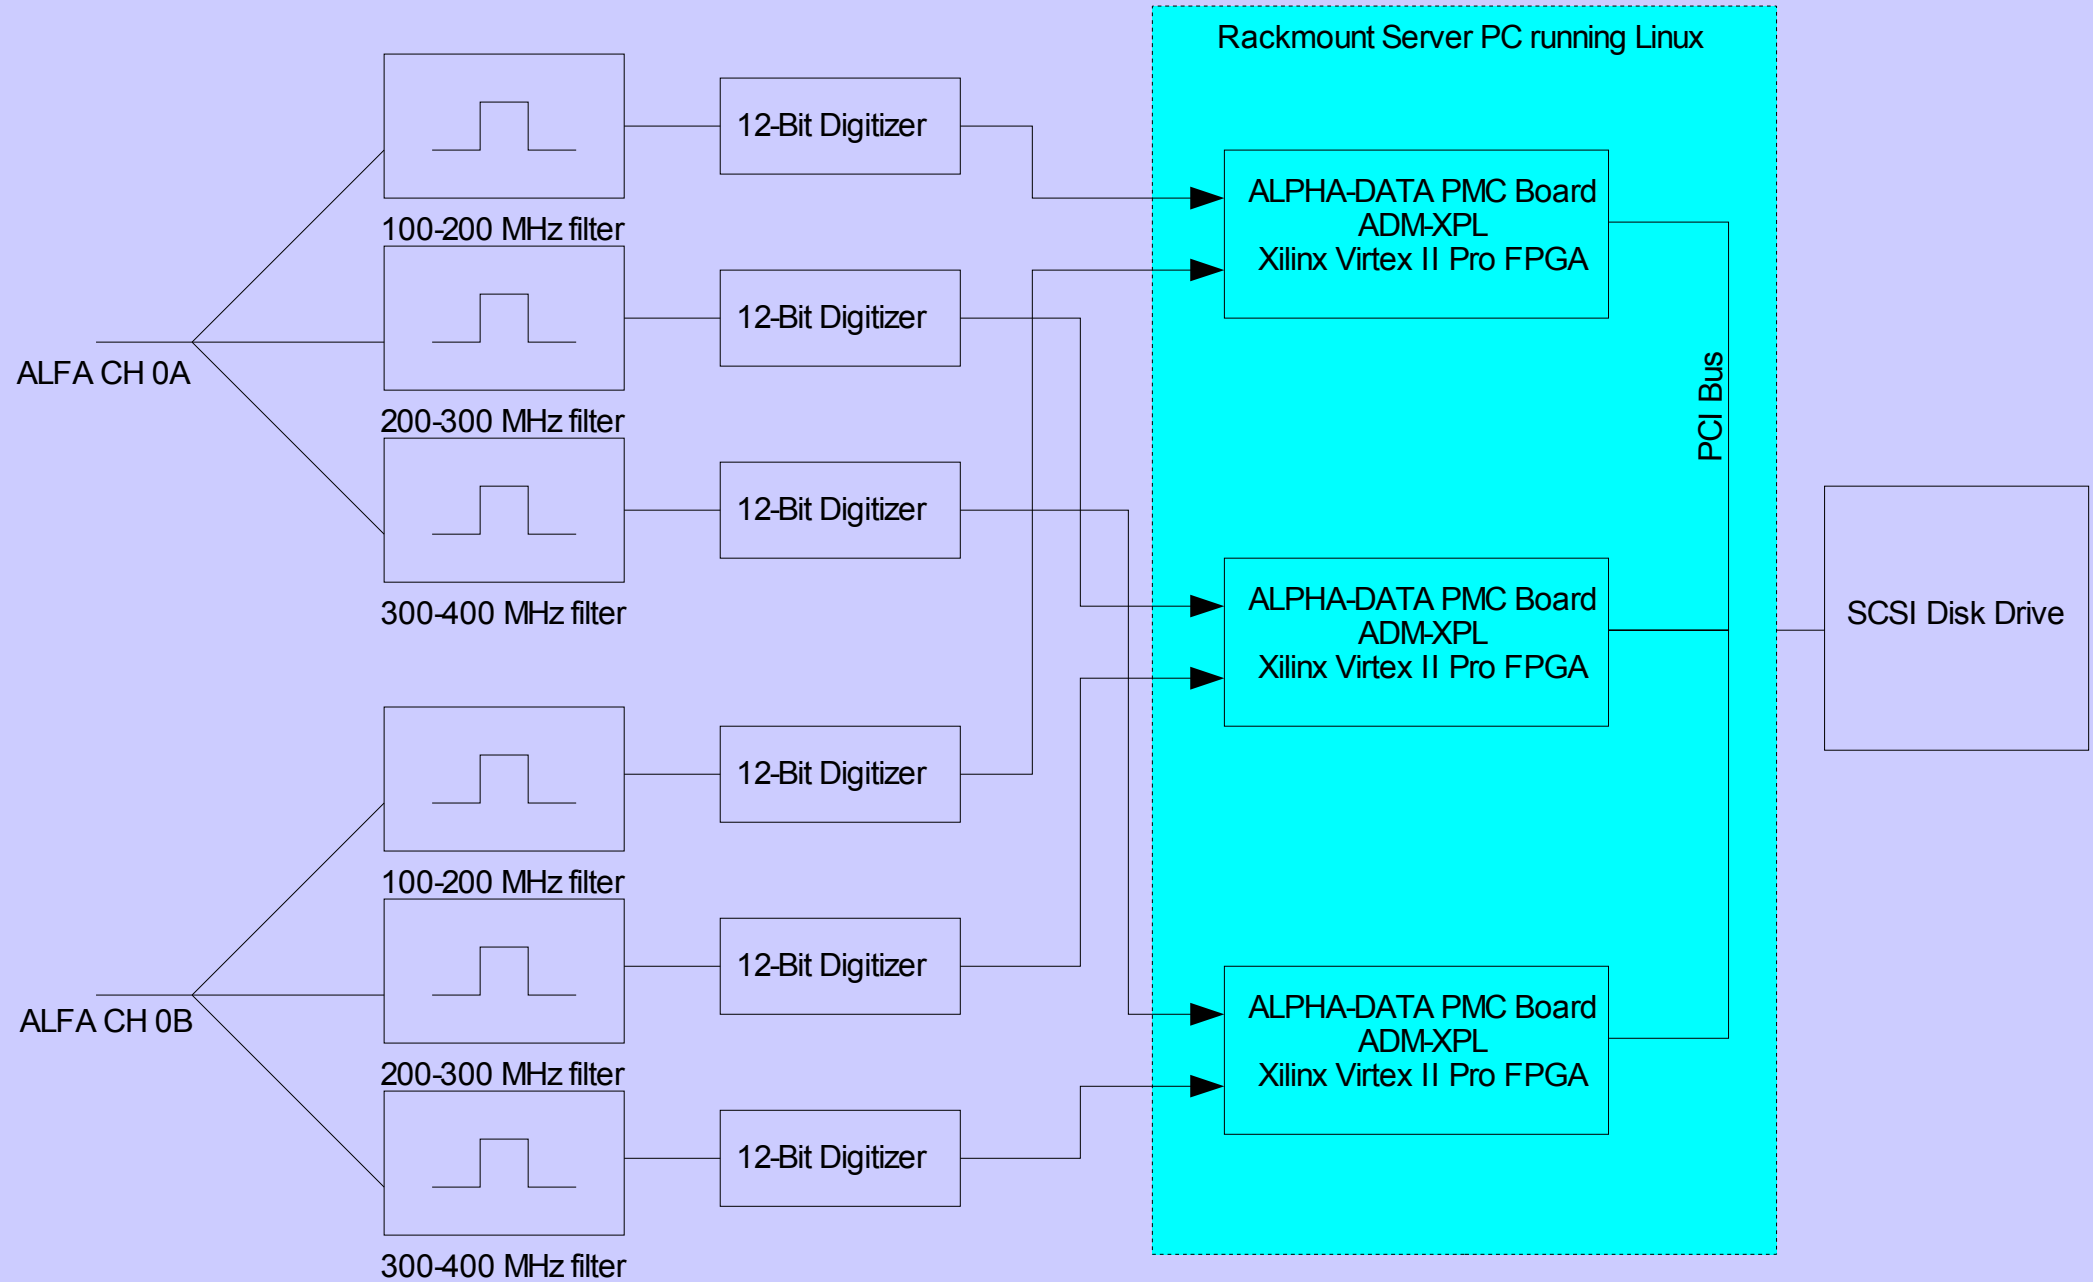 Rackmount Server PC running Linux
ALFA CH 0A
100-200 MHz filter
200-300 MHz filter
300-400 MHz filter
12-Bit Digitizer
12-Bit Digitizer
12-Bit Digitizer
ALFA CH 0B
100-200 MHz filter
200-300 MHz filter
300-400 MHz filter
12-Bit Digitizer
12-Bit Digitizer
12-Bit Digitizer
ALPHA-DATA PMC Board
ADM-XPL
Xilinx Virtex II Pro FPGA
ALPHA-DATA PMC Board
ADM-XPL
Xilinx Virtex II Pro FPGA
ALPHA-DATA PMC Board
ADM-XPL
Xilinx Virtex II Pro FPGA
PCI Bus
SCSI Disk Drive